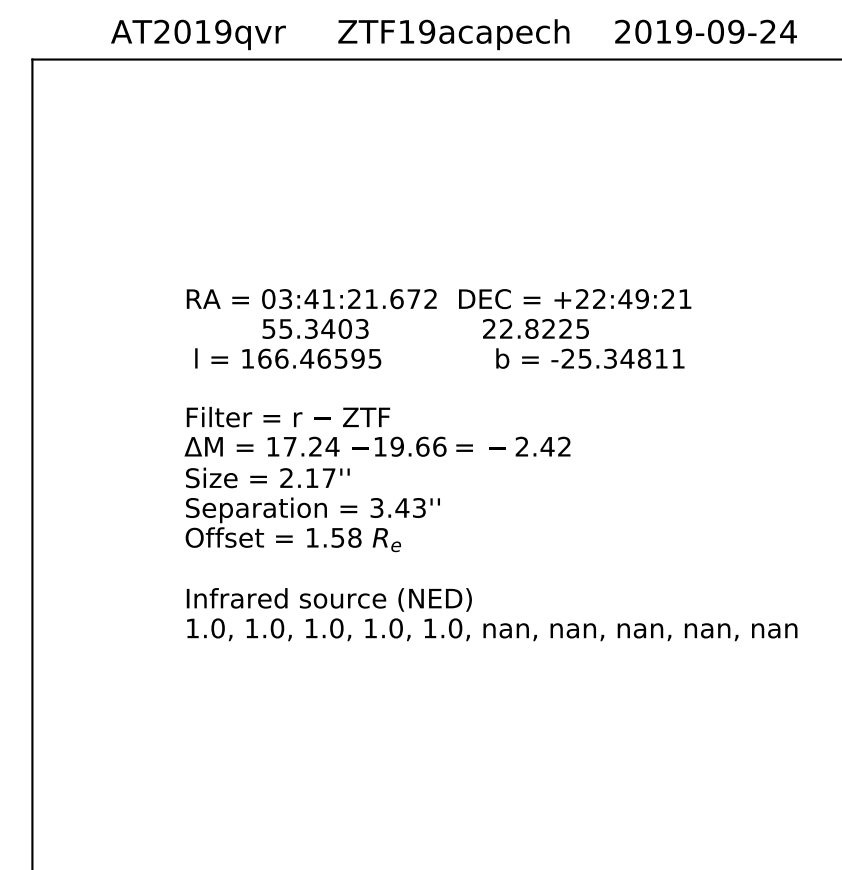 AT2019qvr ZTF19acapech 2019-09-24
RA = 03:41:21.672 DEC = +22:49:21
55.3403 22.8225
l = 166.46595 b = -25.34811
Filter = r − ZTF
ΔM = 17.24 −19.66 = − 2.42
Size = 2.17''
Separation = 3.43''
Offset = 1.58 Re
Infrared source (NED)
1.0, 1.0, 1.0, 1.0, 1.0, nan, nan, nan, nan, nan